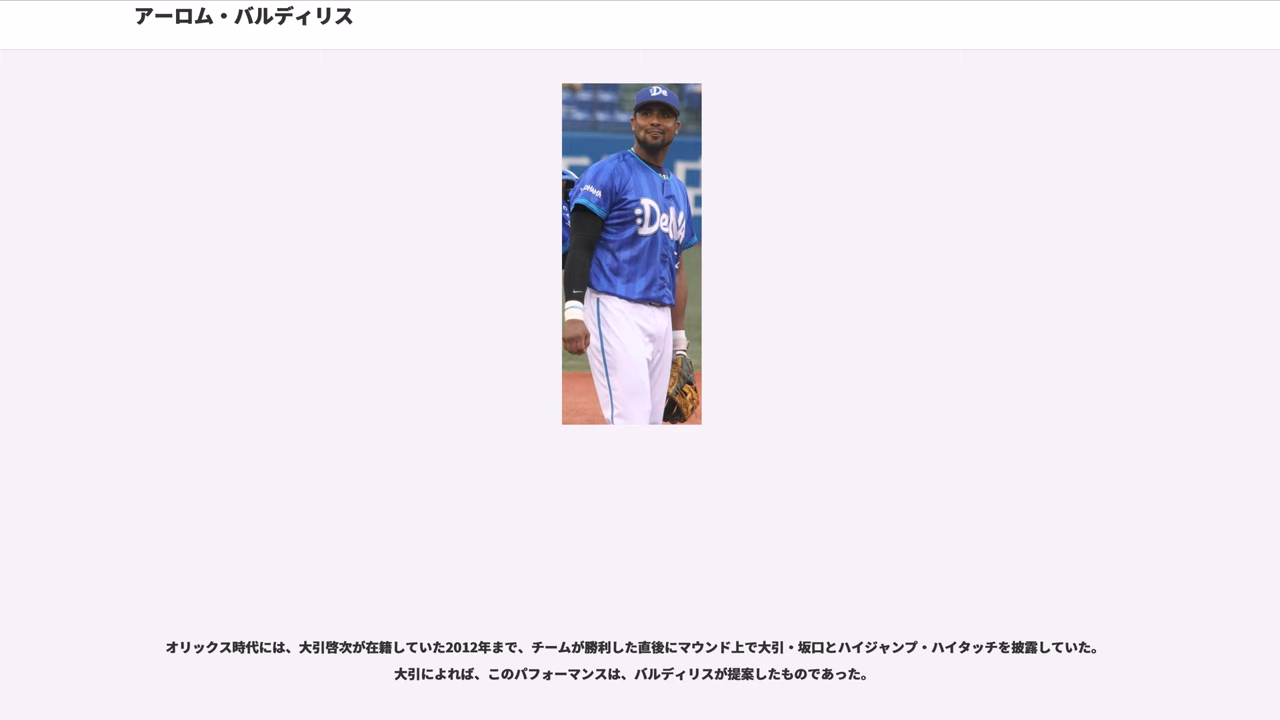 アーロム・バルディリス
De
:DeNA
オリックス時代には、大引啓次が在籍していた2012年まで、チームが勝利した直後にマウンド上で大引・坂口とハイジャンプ・ハイタッチを披露していた。
大引によれば、このパフォーマンスは、バルディリスが提案したものであった。